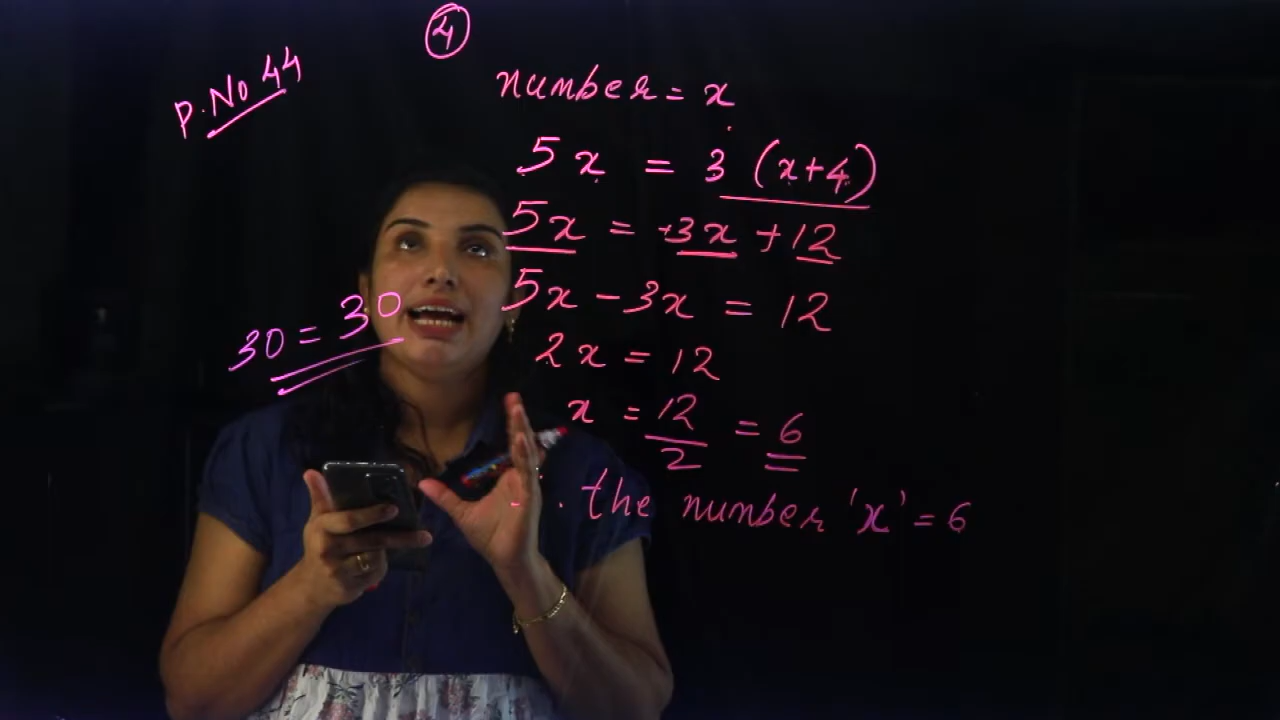 4
P.No 44
number = x
5x = 3 (x+4)
5x = +3x + 12
5x - 3x = 12
30 = 30
2x = 12
x = 12/2 = 6
∴ the number 'x' = 6